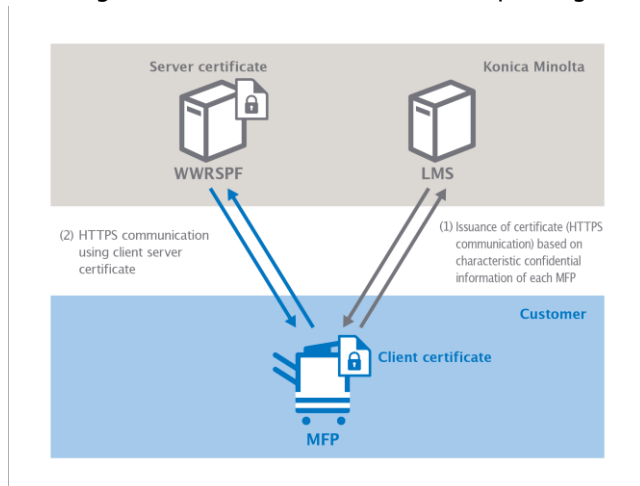 Server certificate
Konica Minolta
WWRSPF
LMS
(2) HTTPS communication
using client server
certificate
(1) Issuance of certificate (HTTPS
communication) based on
characteristic confidential
information of each MFP
Customer
Client certificate
MFP